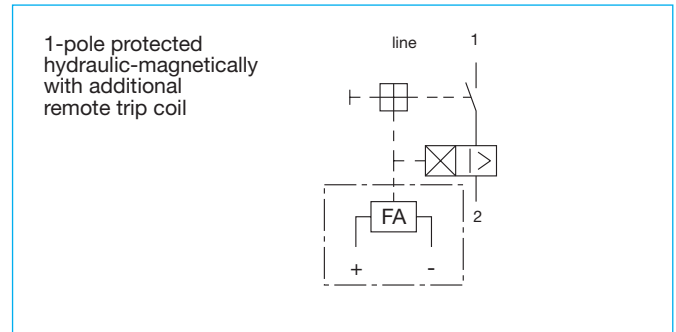 1-pole protected
hydraulic-magnetically
with additional
remote trip coil
line
1
2
FA
+ -